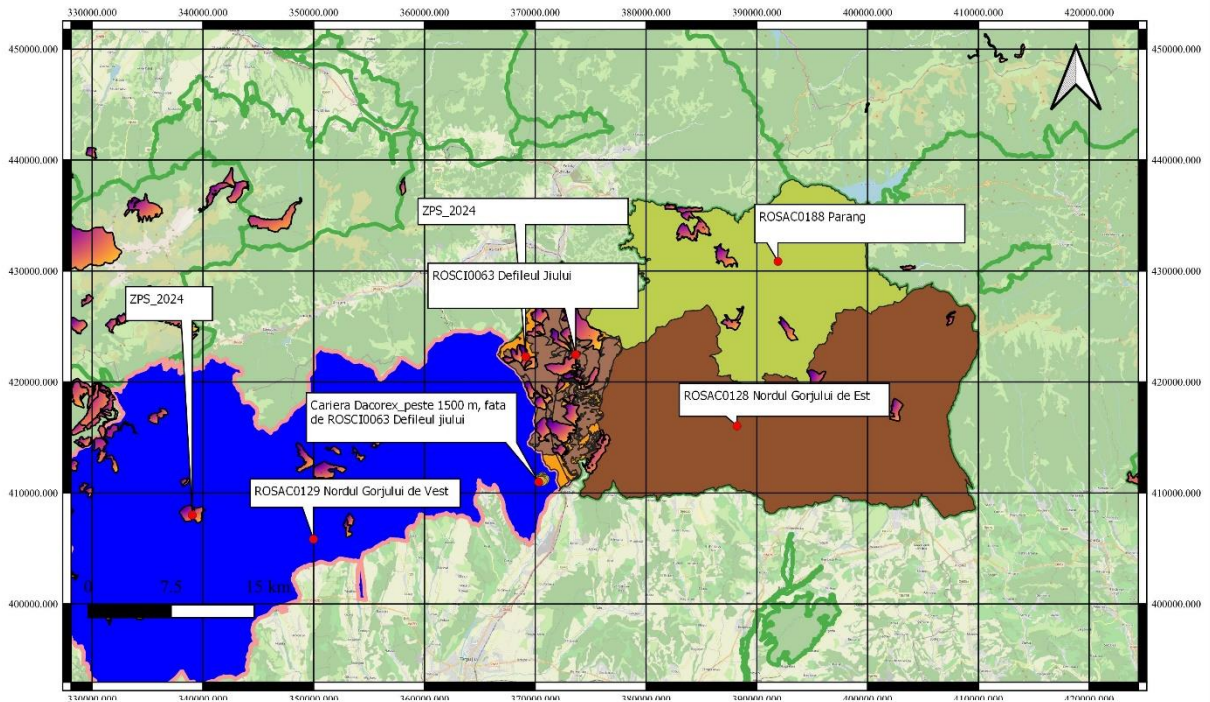 330000.000 340000.000 350000.000 360000.000 370000.000 380000.000 390000.000 400000.000 410000.000 420000.000
450000.000 450000.000
440000.000 440000.000
ZPS_2024
ROSAC0188 Parang
430000.000 430000.000
ROSCI0063 Defileul Jiului
ZPS_2024
420000.000 420000.000
Cariera Dacorex_peste 1500 m, fata
de ROSCI0063 Defileul jiului
ROSAC0128 Nordul Gorjului de Est
410000.000 410000.000
ROSAC0129 Nordul Gorjului de Vest
0 7.5 15 km
400000.000 400000.000
330000.000 340000.000 350000.000 360000.000 370000.000 380000.000 390000.000 400000.000 410000.000 420000.000